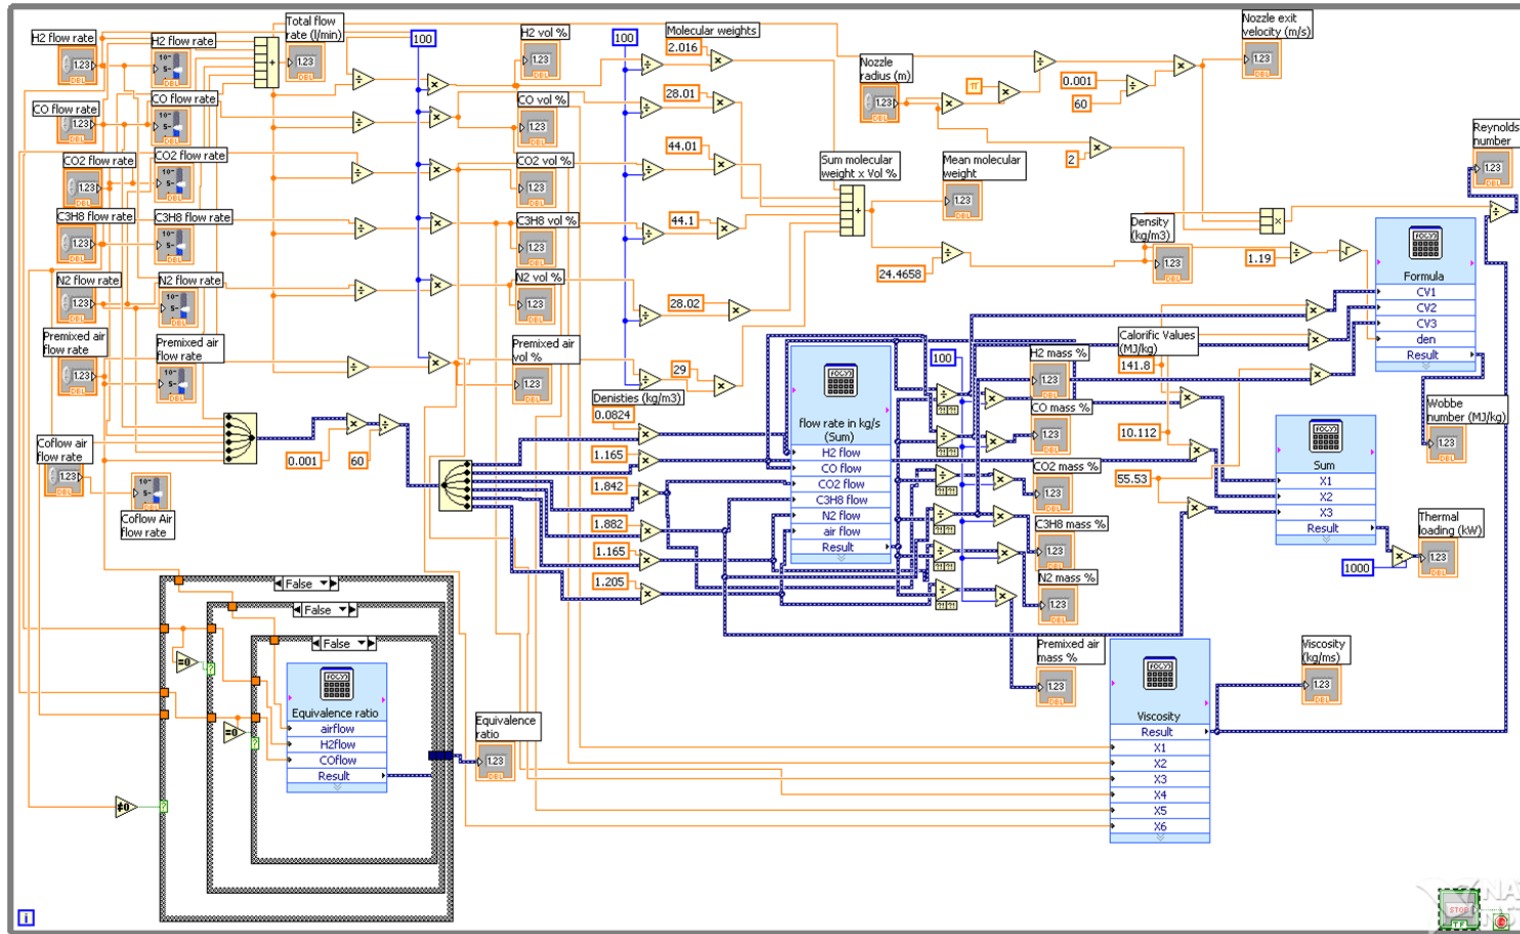 H2 flow rate
H2 flow rate
Total flow
rate (l/min)
100
H2 vol %
100
Molecular weights
2.016
Nozzle
radius (m)
π
0.001
60
Nozzle exit
velocity (m/s)
CO flow rate
CO flow rate
CO vol %
28.01
CO2 flow rate
CO2 flow rate
CO2 vol %
44.01
Sum molecular
weight x Vol %
Mean molecular
weight
2
Reynolds
number
C3H8 flow rate
C3H8 flow rate
C3H8 vol %
44.1
24.4658
Density
(kg/m3)
1.19
Formula
CV1
CV2
CV3
den
Result
N2 flow rate
N2 flow rate
N2 vol %
28.02
Premixed air
flow rate
Premixed air
flow rate
Premixed air
vol %
29
Denisties (kg/m3)
0.0824
1.165
1.842
1.882
1.165
1.205
flow rate in kg/s
(Sum)
H2 flow
CO flow
CO2 flow
C3H8 flow
N2 flow
air flow
Result
100
H2 mass %
CO mass %
CO2 mass %
C3H8 mass %
N2 mass %
Premixed air
mass %
Calorific Values
(MJ/kg)
141.8
10.112
55.53
Sum
X1
X2
X3
Result
Wobbe
number (MJ/kg)
1000
Thermal
loading (kW)
Coflow air
flow rate
Coflow Air
flow rate
0.001
60
False
False
False
=0
=0
≠0
Equivalence ratio
airflow
H2flow
COflow
Result
Equivalence
ratio
Viscosity
Result
X1
X2
X3
X4
X5
X6
Viscosity
(kg/ms)
i
STOP
TF